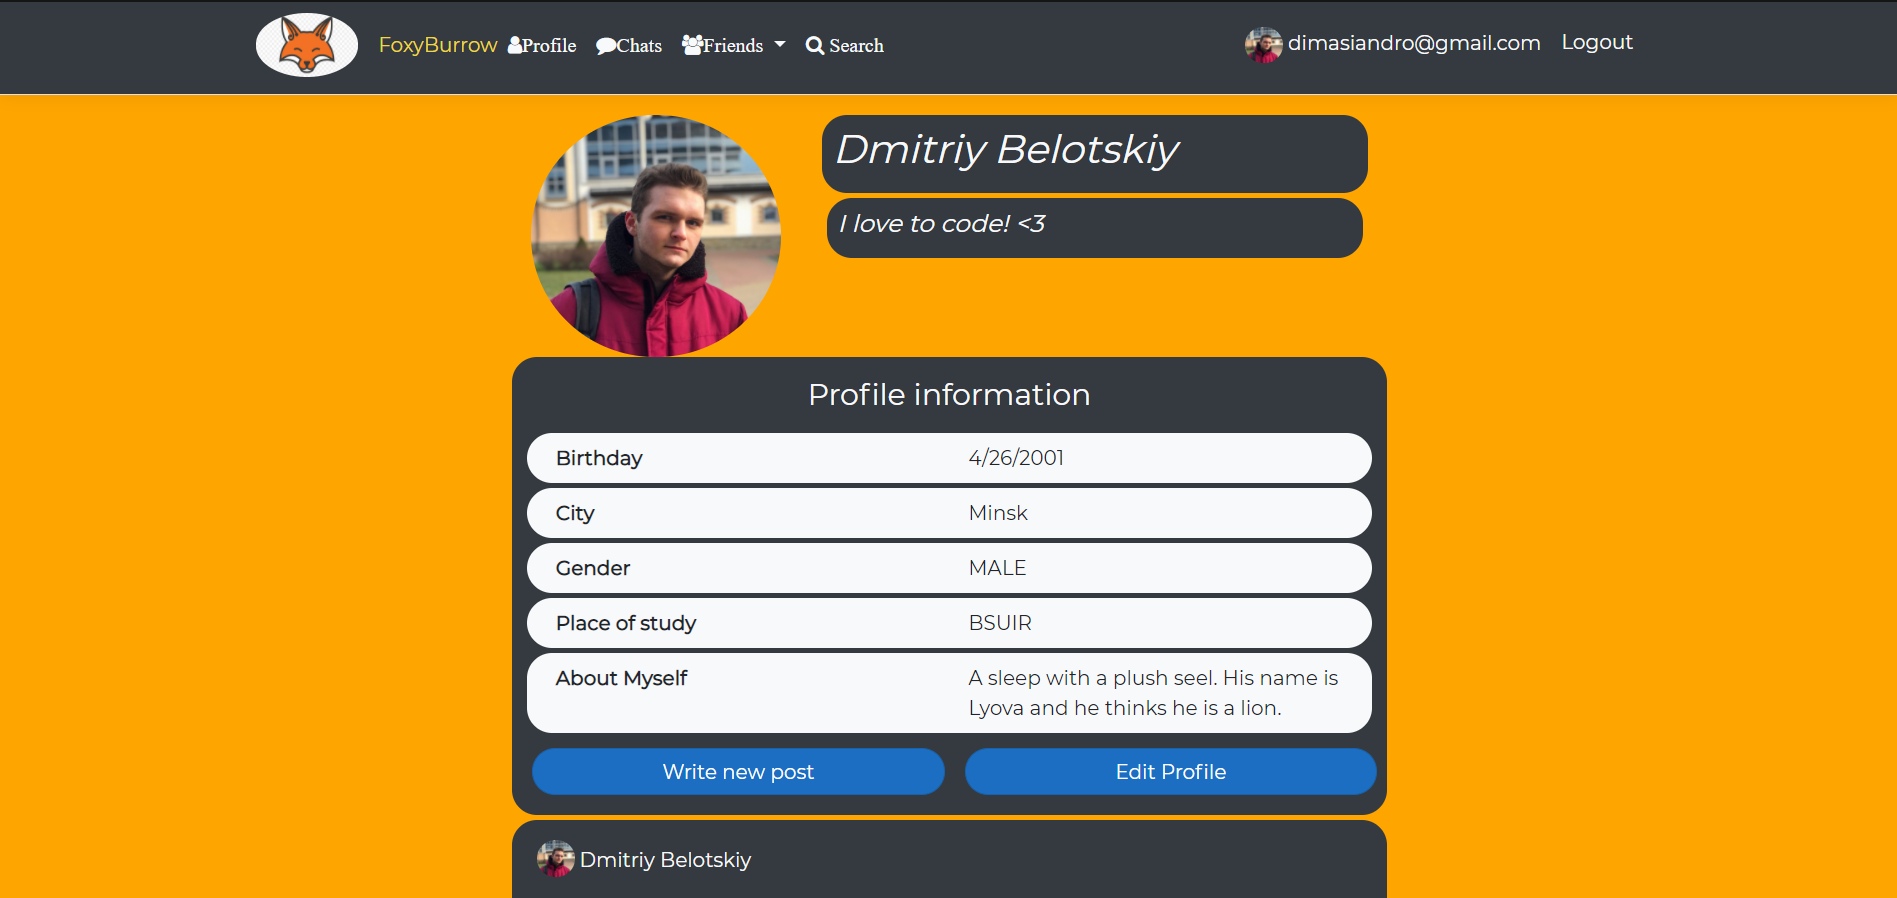 FoxyBurrow Profile Chats Friends Search dimasiandro@gmail.com Logout
Dmitriy Belotskiy
I love to code! <3
Profile information
Birthday 4/26/2001
City Minsk
Gender MALE
Place of study BSUIR
About Myself A sleep with a plush seel. His name is
Lyova and he thinks he is a lion.
Write new post Edit Profile
Dmitriy Belotskiy